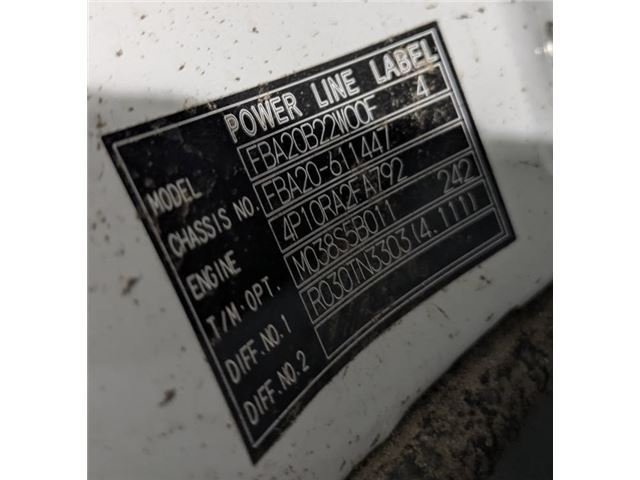 POWER LINE LABEL
MODEL FBA20B22W00F 4
CHASSIS NO. FBA20-611447
ENGINE 4P10RA2FA792
T/M·OPT. M038S5B011 242
DIFF.NO.1 R030TN3303(4.111)
DIFF.NO.2